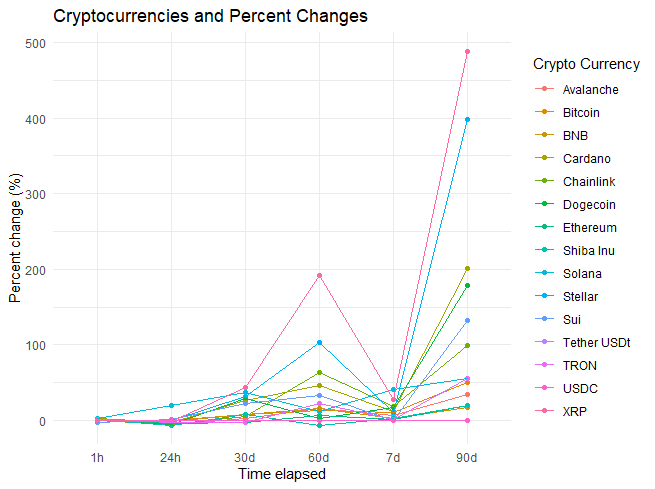 Cryptocurrencies and Percent Changes
Percent change (%)
500
400
300
200
100
0
1h 24h 30d 60d 7d 90d
Time elapsed
Crypto Currency
Avalanche
Bitcoin
BNB
Cardano
Chainlink
Dogecoin
Ethereum
Shiba Inu
Solana
Stellar
Sui
Tether USDt
TRON
USDC
XRP